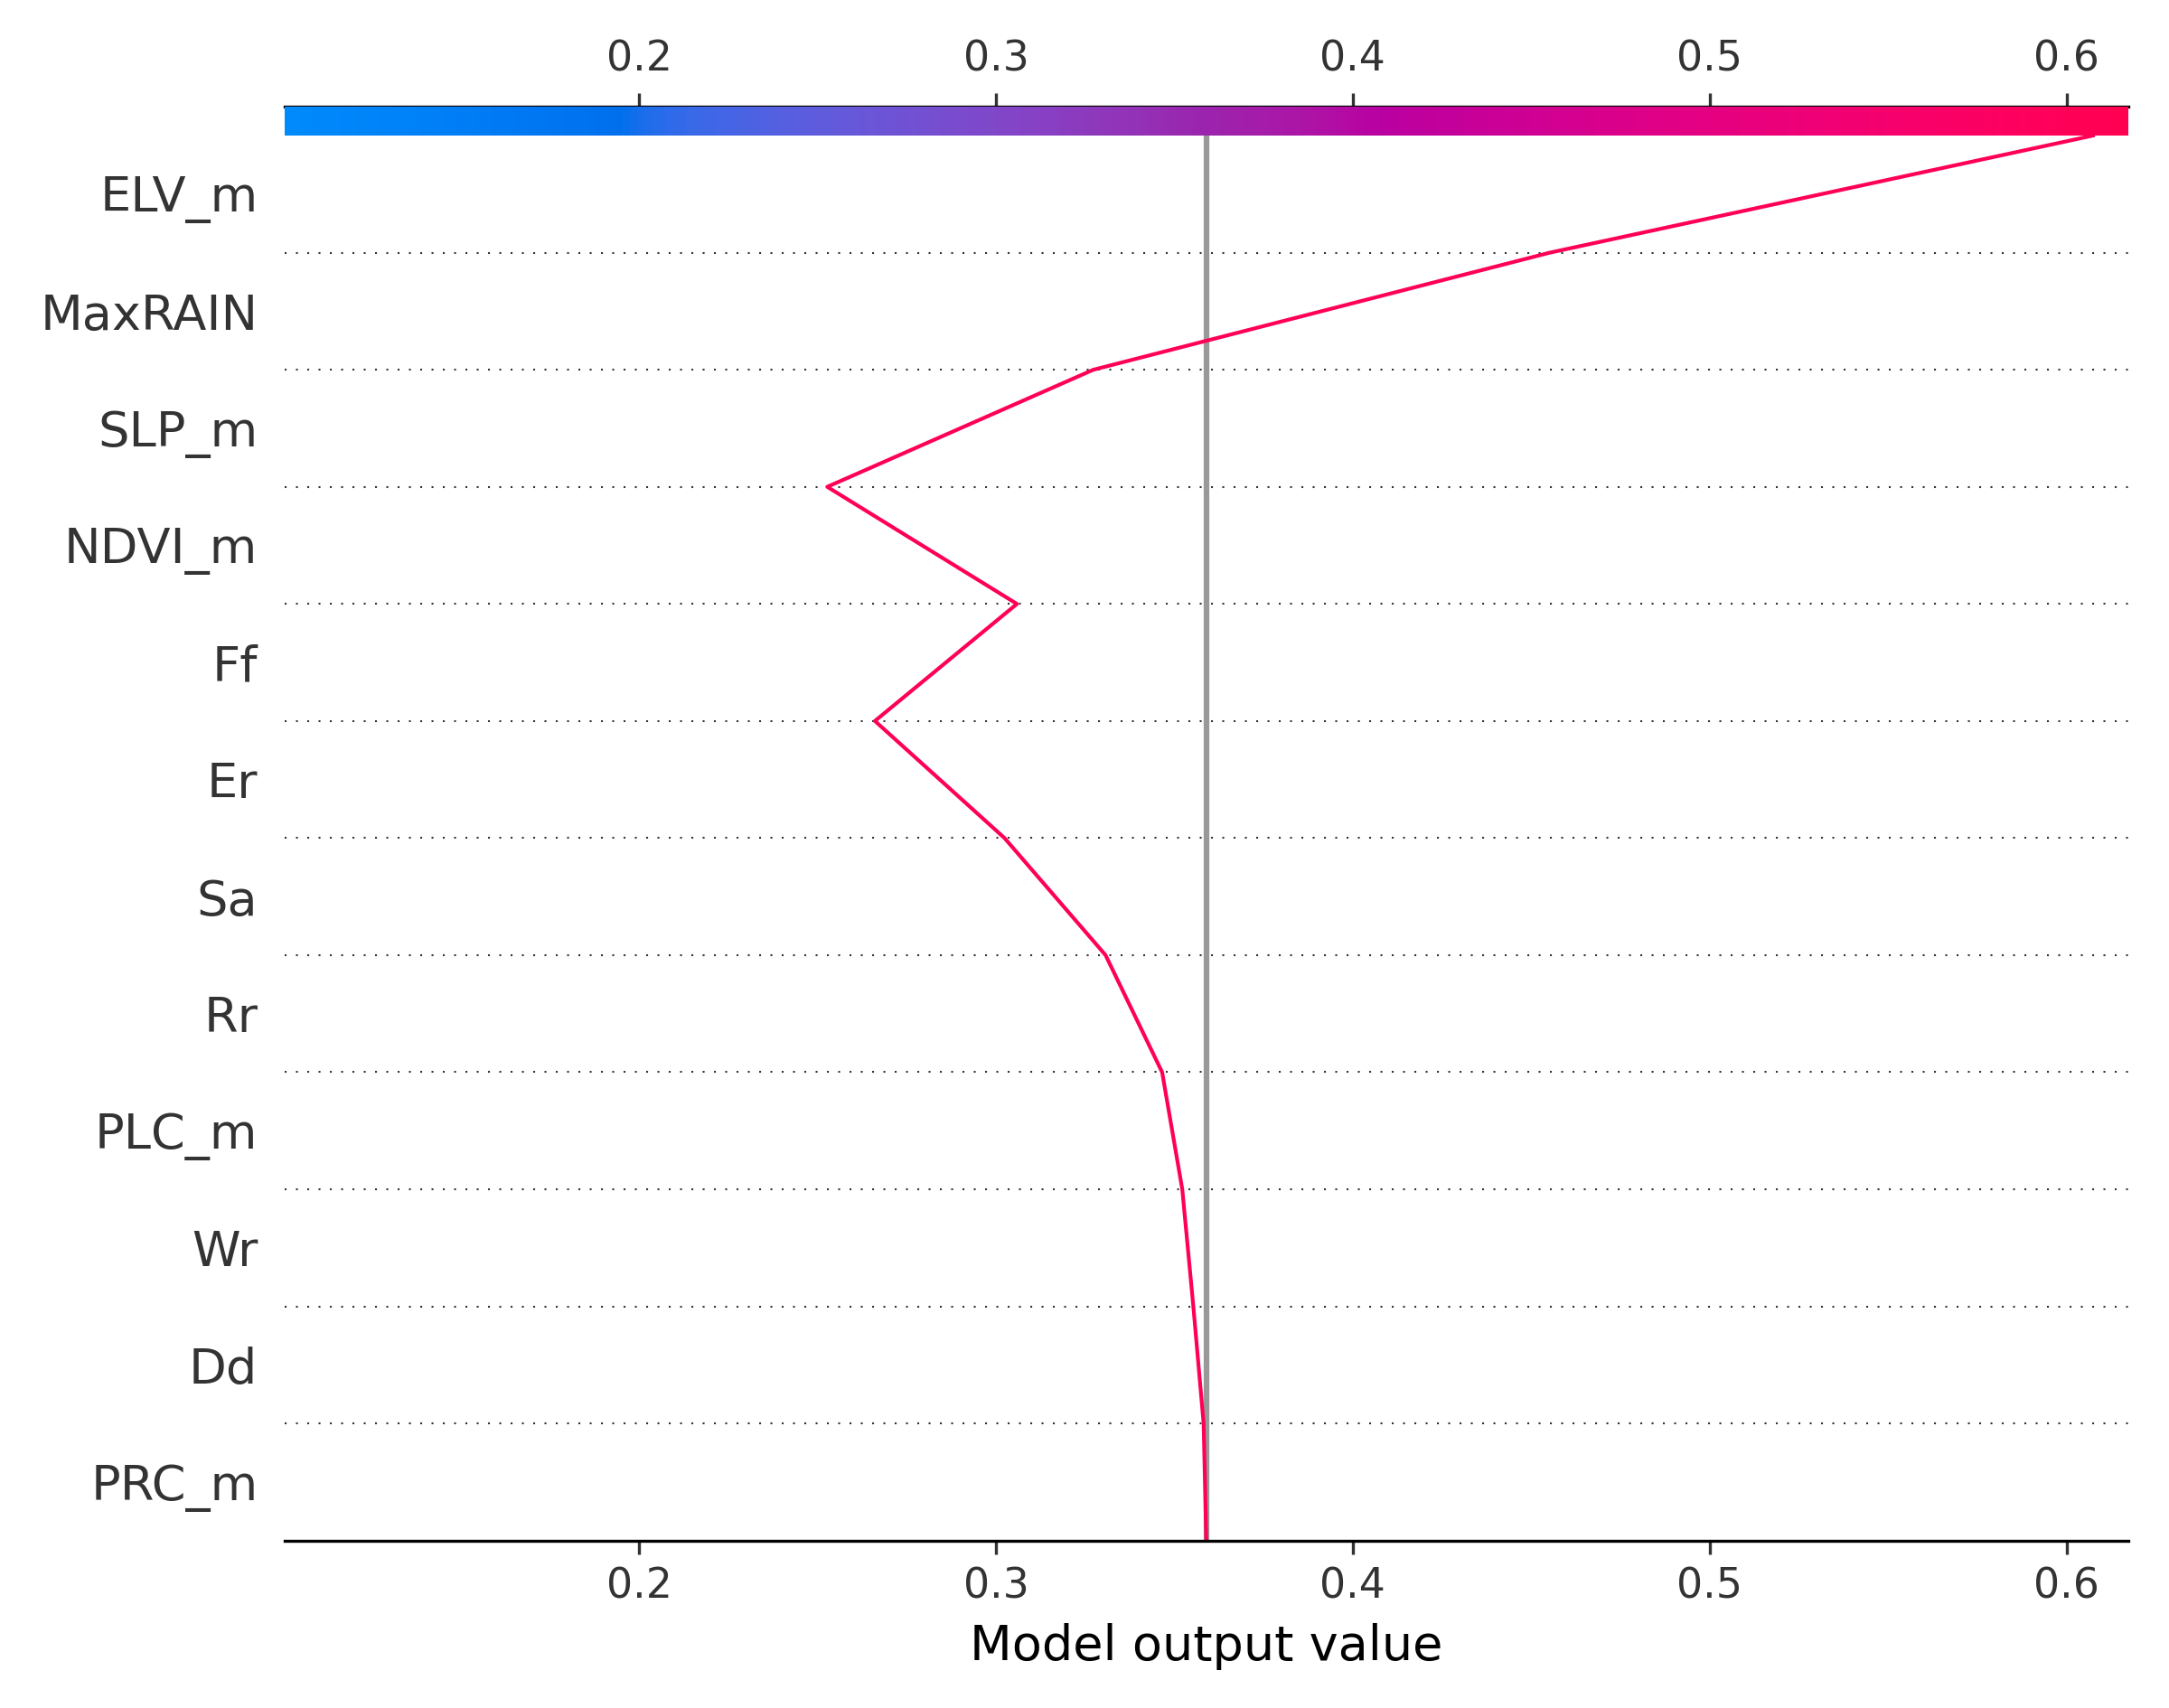 0.2 0.3 0.4 0.5 0.6
ELV_m
MaxRAIN
SLP_m
NDVI_m
Ff
Er
Sa
Rr
PLC_m
Wr
Dd
PRC_m
0.2 0.3 0.4 0.5 0.6
Model output value